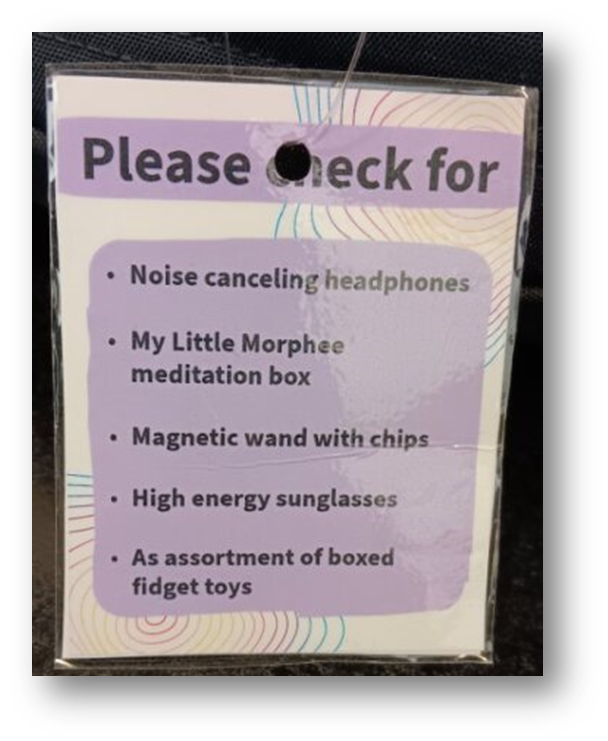 Please check for
• Noise canceling headphones
• My Little Morphee
meditation box
• Magnetic wand with chips
• High energy sunglasses
• As assortment of boxed
fidget toys